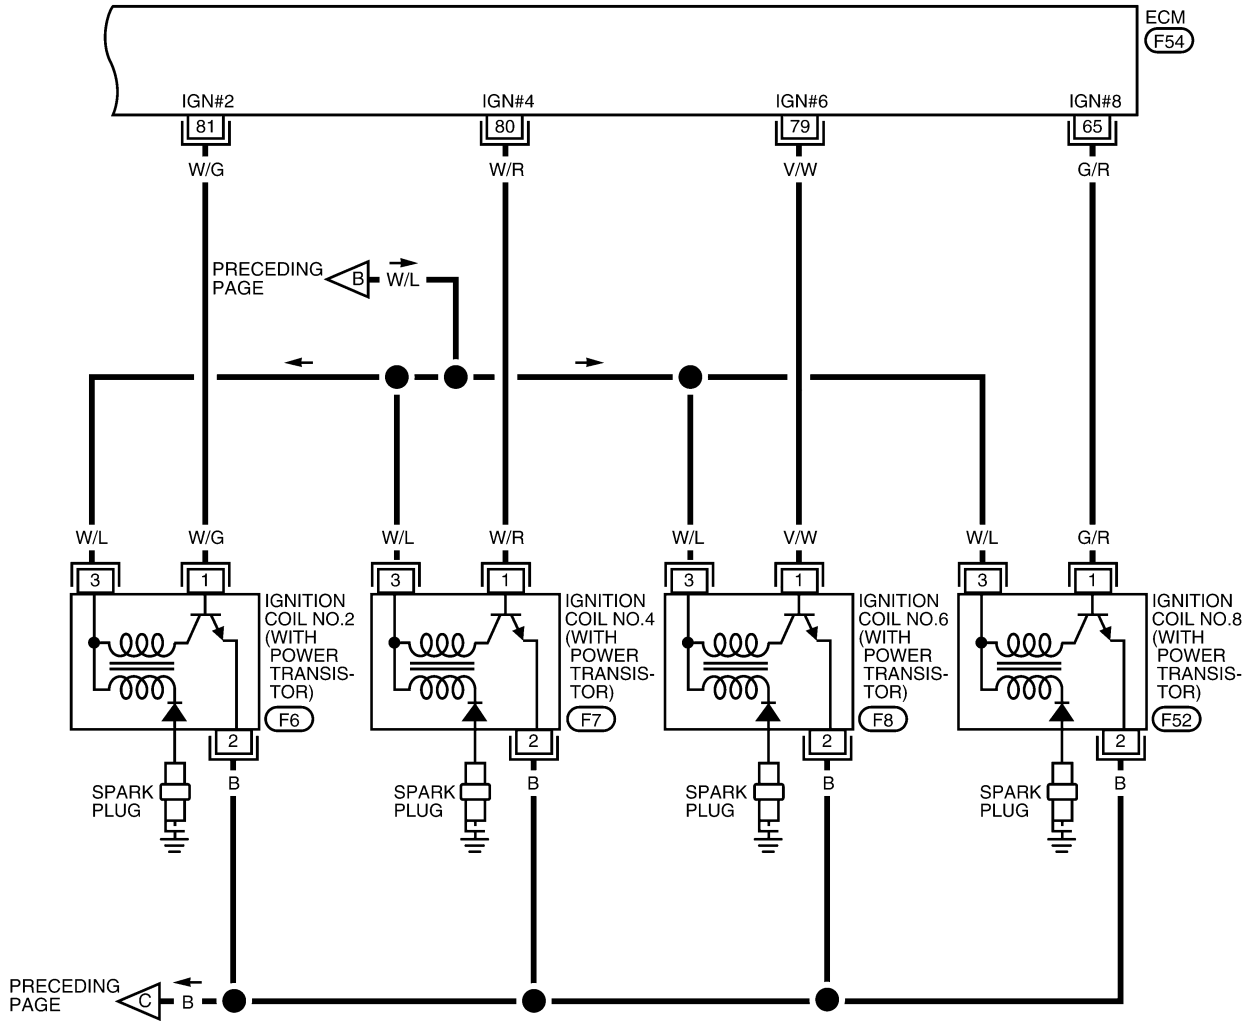 ECM
F54
IGN#2
IGN#4
IGN#6
IGN#8
81
80
79
65
W/G
W/R
V/W
G/R
PRECEDING
PAGE
B
W/L
W/L
W/G
W/L
W/R
W/L
V/W
W/L
G/R
3
1
3
1
3
1
3
1
IGNITION
COIL NO.2
(WITH
POWER
TRANSIS-
TOR)
F6
IGNITION
COIL NO.4
(WITH
POWER
TRANSIS-
TOR)
F7
IGNITION
COIL NO.6
(WITH
POWER
TRANSIS-
TOR)
F8
IGNITION
COIL NO.8
(WITH
POWER
TRANSIS-
TOR)
F52
2
2
2
2
B
B
B
B
SPARK
PLUG
SPARK
PLUG
SPARK
PLUG
SPARK
PLUG
PRECEDING
PAGE
C
B